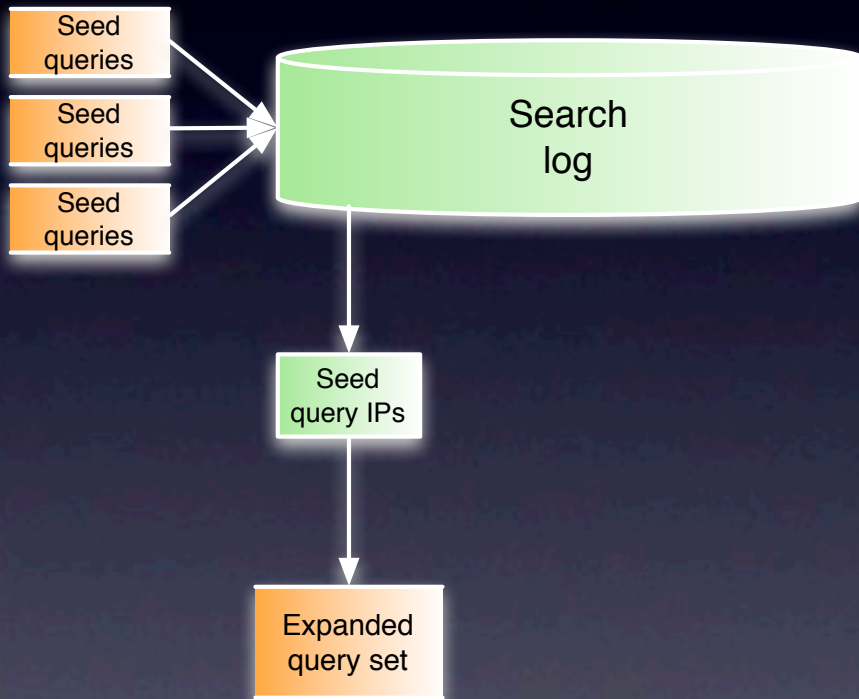 Seed
queries
Seed
queries
Seed
queries
Search
log
Seed
query IPs
Expanded
query set